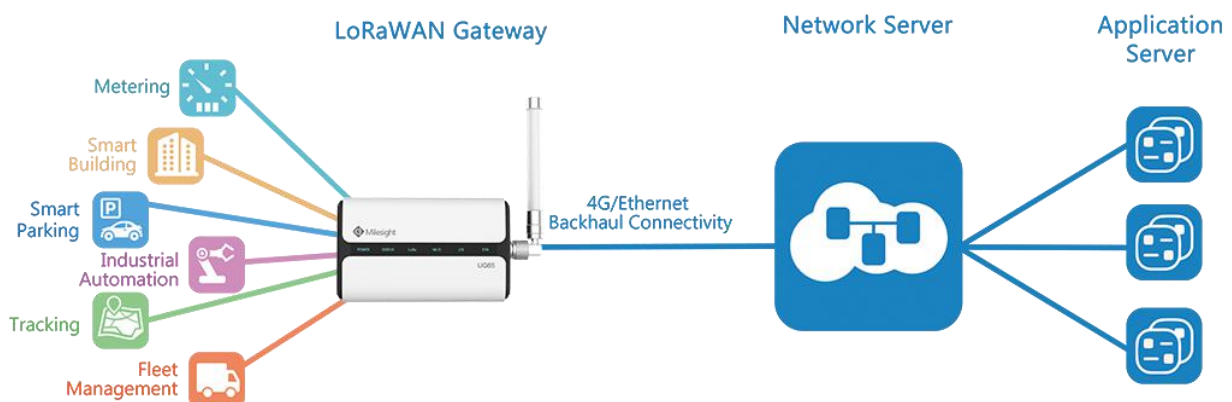 LoRaWAN Gateway
Network Server
Application
Server
Metering
Smart
Building
P
Smart
Parking
Industrial
Automation
Tracking
Fleet
Management
Milesight
UG65
4G/Ethernet
Backhaul Connectivity